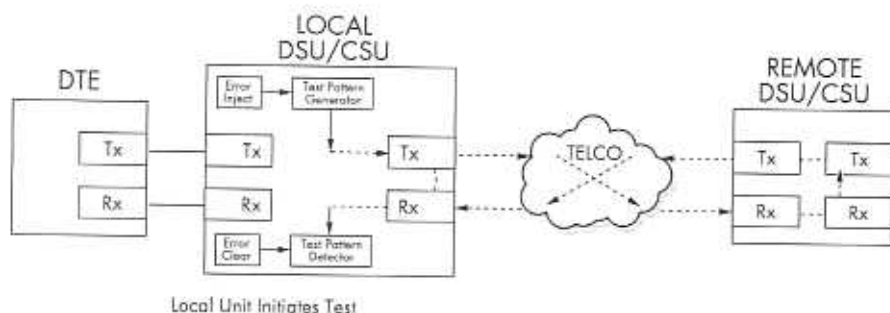 LOCAL
DSU/CSU
DTE
REMOTE
DSU/CSU
Error
Inject
Test Pattern
Generator
Tx
Tx
Tx
TELCO
Tx
Tx
Rx
Rx
Rx
Rx
Rx
Error
Clear
Test Pattern
Detector
Local Unit Initiates Test